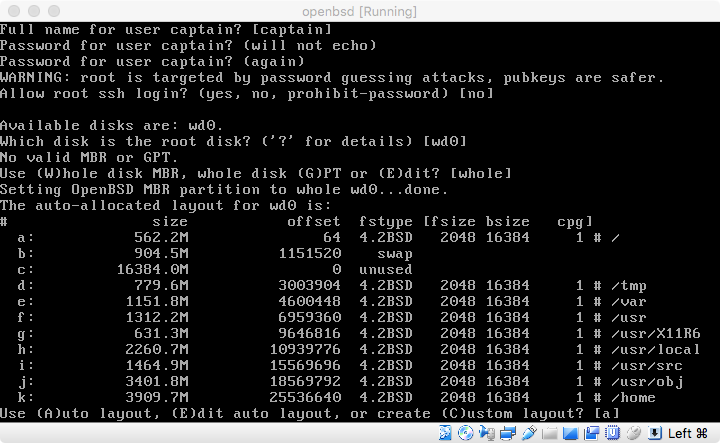 openbsd [Running]
Full name for user captain? [captain]
Password for user captain? (will not echo)
Password for user captain? (again)
WARNING: root is targeted by password guessing attacks, pubkeys are safer.
Allow root ssh login? (yes, no, prohibit-password) [no]
Available disks are: wd0.
Which disk is the root disk? ('?' for details) [wd0]
No valid MBR or GPT.
Use (W)hole disk MBR, whole disk (G)PT or (E)dit? [whole]
Setting OpenBSD MBR partition to whole wd0...done.
The auto-allocated layout for wd0 is:
# size offset fstype [fsize bsize cpg]
a: 562.2M 64 4.2BSD 2048 16384 1 # /
b: 904.5M 1151520 swap
c: 16384.0M 0 unused
d: 779.6M 3003904 4.2BSD 2048 16384 1 # /tmp
e: 1151.8M 4600448 4.2BSD 2048 16384 1 # /var
f: 1312.2M 6959360 4.2BSD 2048 16384 1 # /usr
g: 631.3M 9646816 4.2BSD 2048 16384 1 # /usr/X11R6
h: 2260.7M 10939776 4.2BSD 2048 16384 1 # /usr/local
i: 1464.9M 15569696 4.2BSD 2048 16384 1 # /usr/src
j: 3401.8M 18569792 4.2BSD 2048 16384 1 # /usr/obj
k: 3909.7M 25536640 4.2BSD 2048 16384 1 # /home
Use (A)uto layout, (E)dit auto layout, or create (C)ustom layout? [a]
Left ⌘